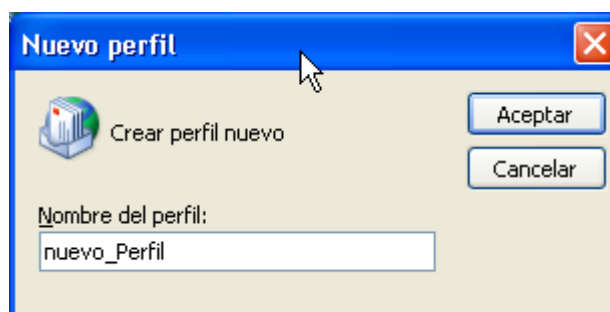 Nuevo perfil
Crear perfil nuevo
Aceptar
Cancelar
Nombre del perfil:
nuevo_Perfil